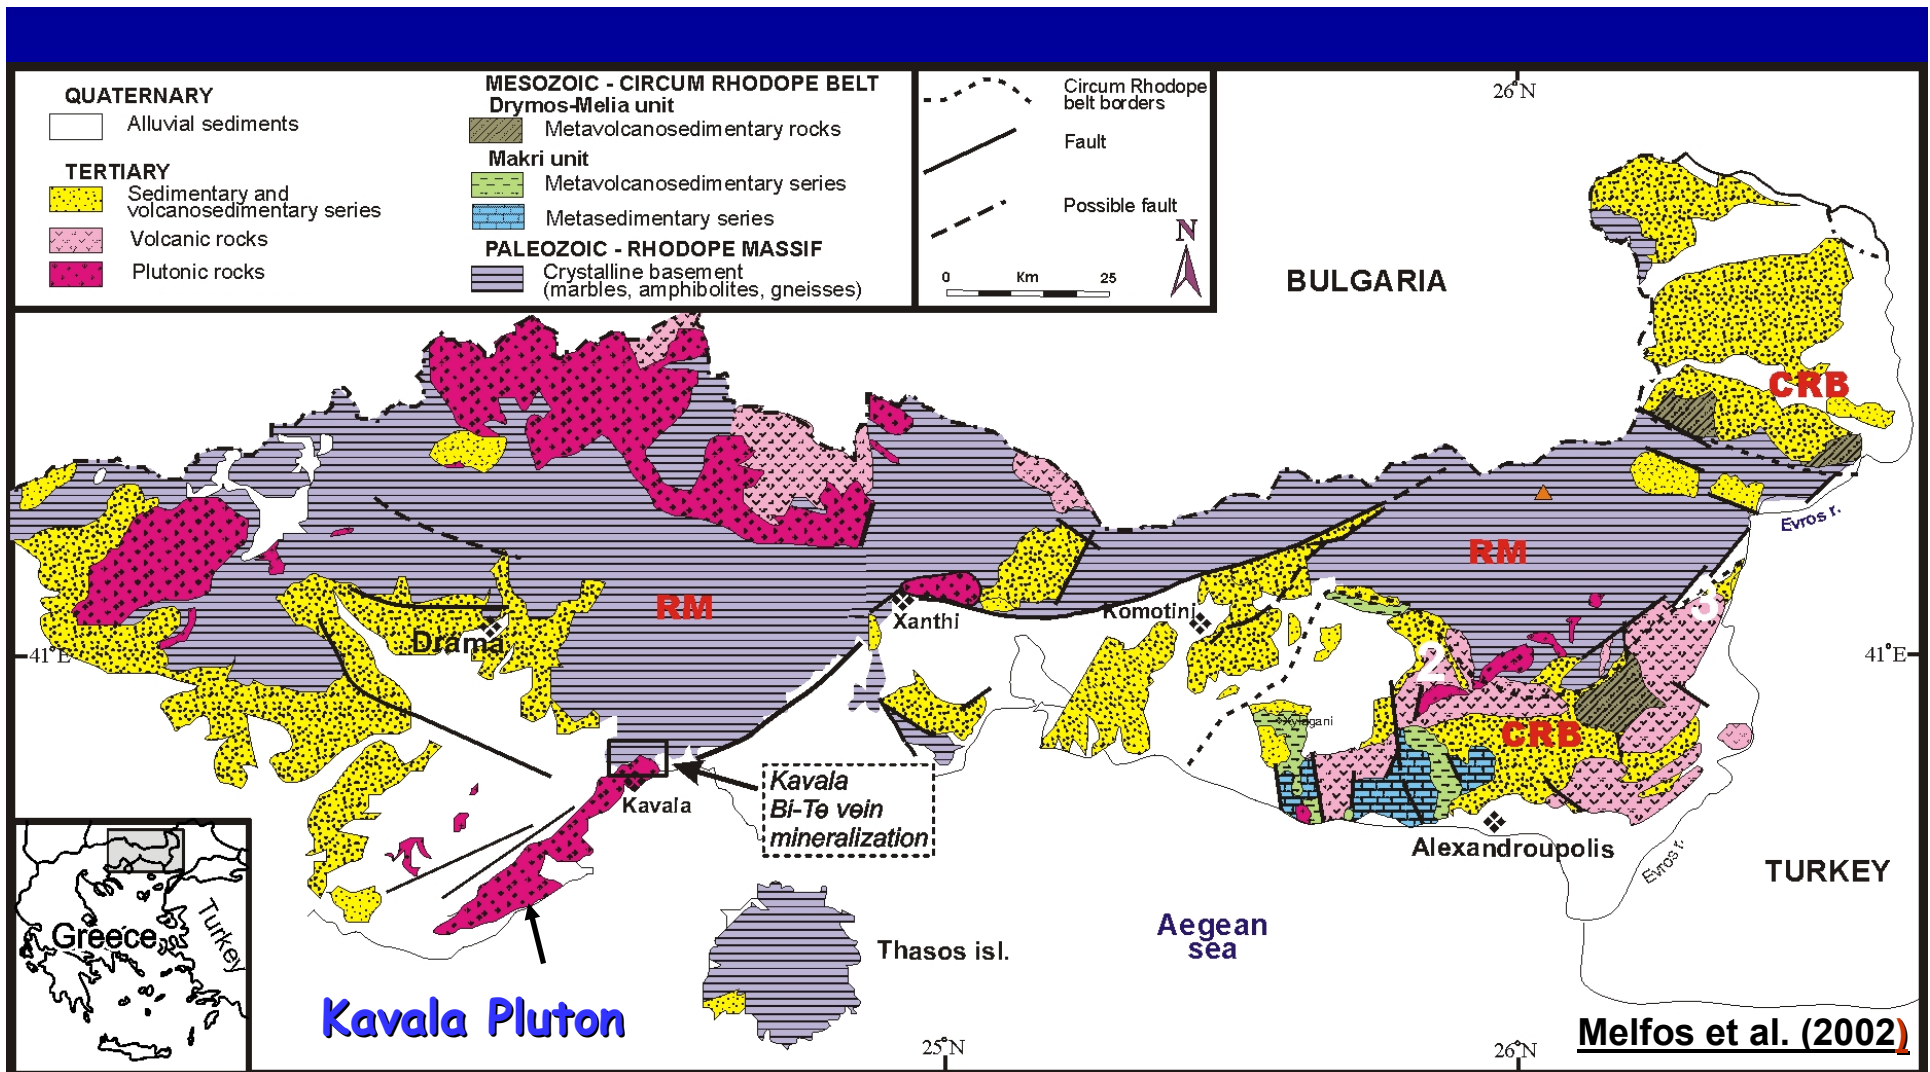 QUATERNARY
Alluvial sediments
TERTIARY
Sedimentary and
volcanosedimentary series
Volcanic rocks
Plutonic rocks
MESOZOIC - CIRCUM RHODOPE BELT
Drymos-Melia unit
Metavolcanosedimentary rocks
Makri unit
Metavolcanosedimentary series
Metasedimentary series
PALEOZOIC - RHODOPE MASSIF
Crystalline basement
(marbles, amphibolites, gneisses)
Circum Rhodope
belt borders
Fault
Possible fault
N
0 Km 25
26°N
BULGARIA
CRB
Evros r.
RM
RM
3
Xanthi
Komotini
Drama
41°E
41°E
2
Xylagani
CRB
Kavala
Kavala
Bi-Te vein
mineralization
Alexandroupolis
Evros r.
TURKEY
Greece
Turkey
Aegean
sea
Thasos isl.
Kavala Pluton
25°N
26°N
Melfos et al. (2002)